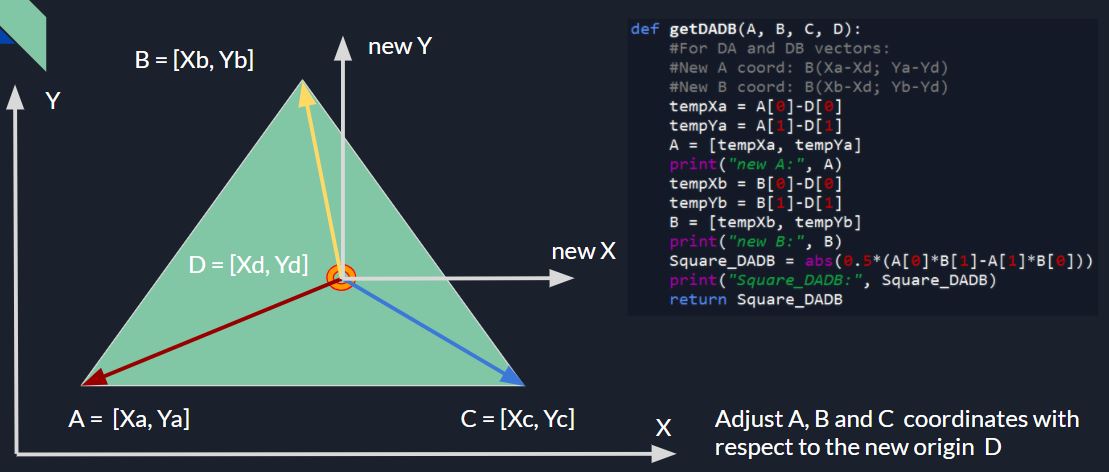 new Y
B = [Xb, Yb]
Y
D = [Xd, Yd]
new X
A = [Xa, Ya]
C = [Xc, Yc]
X
def getDADB(A, B, C, D):
#For DA and DB vectors:
#New A coord: B(Xa-Xd; Ya-Yd)
#New B coord: B(Xb-Xd; Yb-Yd)
tempXa = A[0]-D[0]
tempYa = A[1]-D[1]
A = [tempXa, tempYa]
print("new A:", A)
tempXb = B[0]-D[0]
tempYb = B[1]-D[1]
B = [tempXb, tempYb]
print("new B:", B)
Square_DADB = abs(0.5*(A[0]*B[1]-A[1]*B[0]))
print("Square_DADB:", Square_DADB)
return Square_DADB
Adjust A, B and C coordinates with
respect to the new origin D